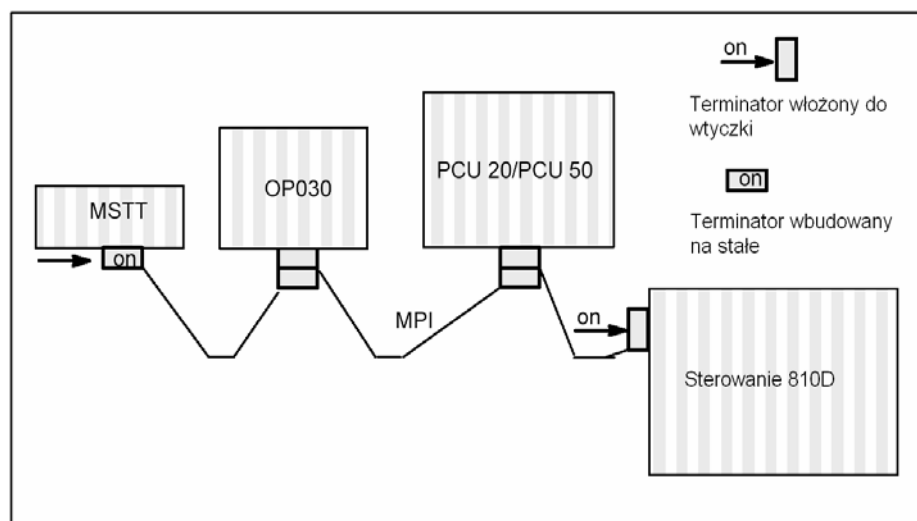 on
Terminator włożony do
wtyczki
PCU 20/PCU 50
OP030
MSTT
on
Terminator wbudowany
na stałe
on
MPI
on
Sterowanie 810D